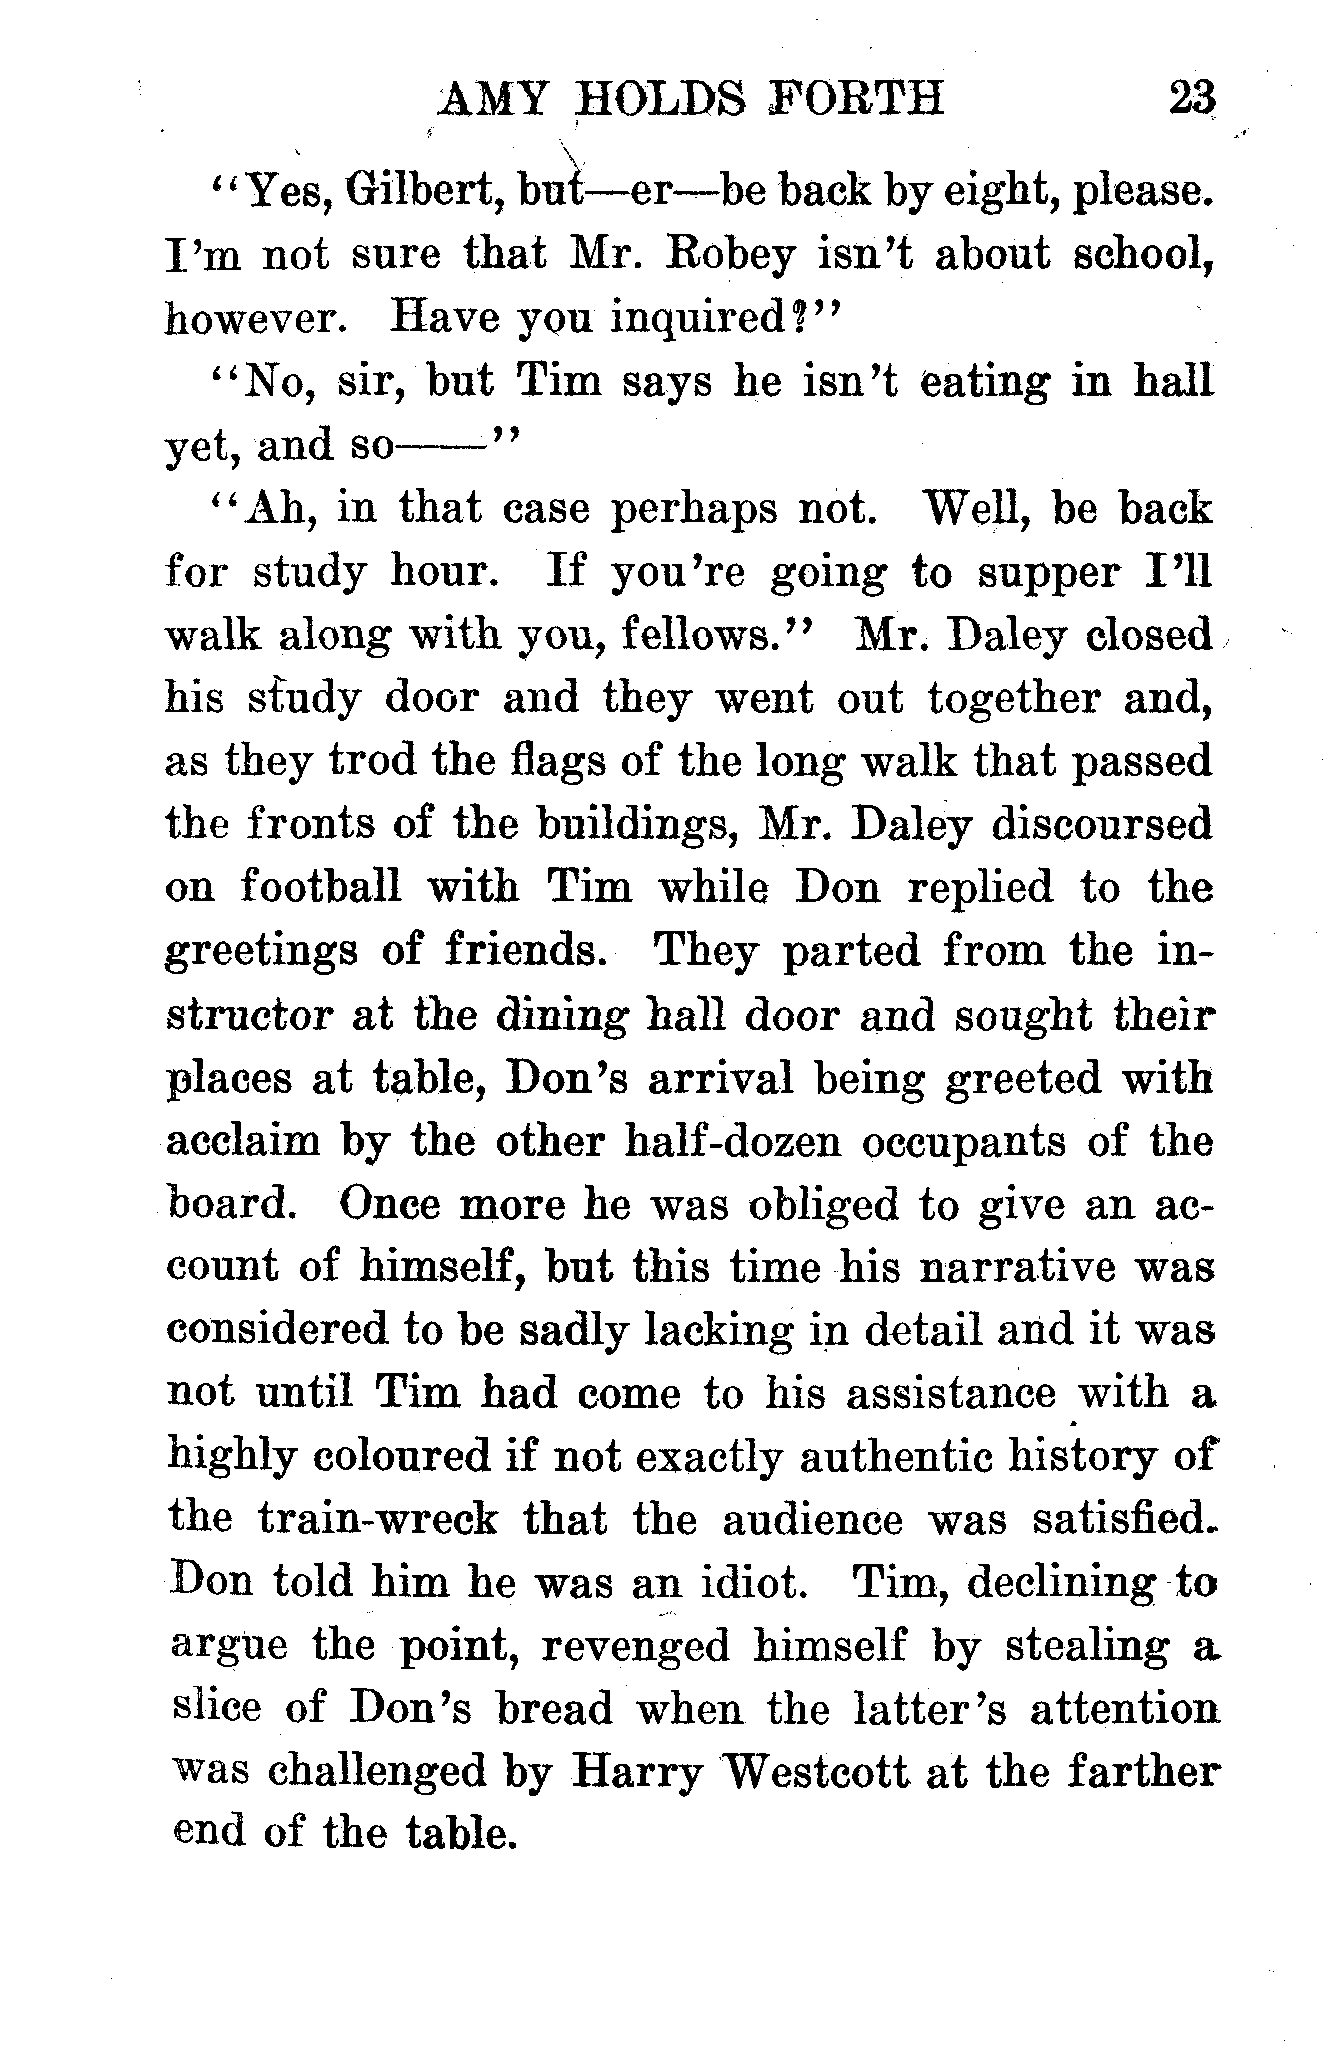 AMY HOLDS FORTH 23
"Yes, Gilbert, but—er—be back by eight, please.
I'm not sure that Mr. Robey isn't about school,
however. Have you inquired?"
"No, sir, but Tim says he isn't eating in hall
yet, and so——"
"Ah, in that case perhaps not. Well, be back
for study hour. If you're going to supper I'll
walk along with you, fellows." Mr. Daley closed
his study door and they went out together and,
as they trod the flags of the long walk that passed
the fronts of the buildings, Mr. Daley discoursed
on football with Tim while Don replied to the
greetings of friends. They parted from the in-
structor at the dining hall door and sought their
places at table, Don's arrival being greeted with
acclaim by the other half-dozen occupants of the
board. Once more he was obliged to give an ac-
count of himself, but this time his narrative was
considered to be sadly lacking in detail and it was
not until Tim had come to his assistance with a
highly coloured if not exactly authentic history of
the train-wreck that the audience was satisfied.
Don told him he was an idiot. Tim, declining to
argue the point, revenged himself by stealing a
slice of Don's bread when the latter's attention
was challenged by Harry Westcott at the farther
end of the table.